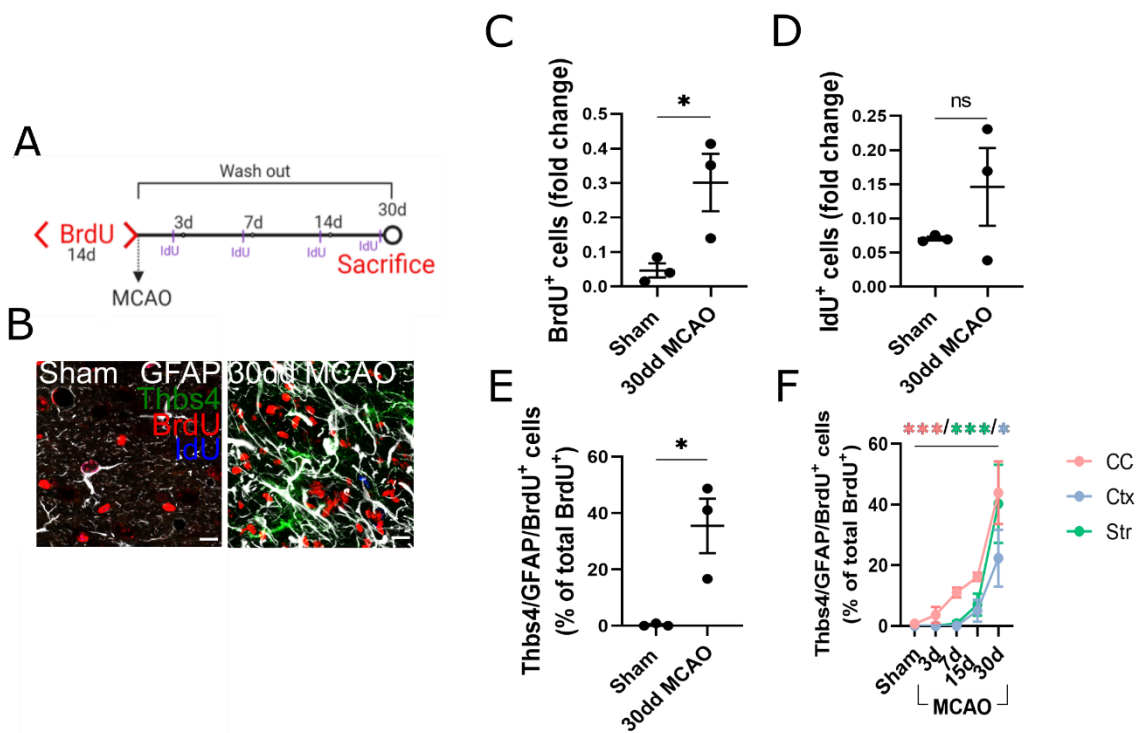 A
Wash out
3d
7d
14d
30d
BrdU
14d
IdU
IdU
IdU
IdU
Sacrifice
MCAO
B
Sham
GFAP
30dd MCAO
Thbs4
BrdU
IdU
C
BrdU⁺ cells (fold change)
0.5
0.4
0.3
0.2
0.1
0.0
*
Sham
30dd MCAO
D
IdU⁺ cells (fold change)
0.25
0.20
0.15
0.10
0.05
0.00
ns
Sham
30dd MCAO
E
Thbs4/GFAP/BrdU⁺ cells
(% of total BrdU⁺)
60
40
20
0
*
Sham
30dd MCAO
F
Thbs4/GFAP/BrdU⁺ cells
(% of total BrdU⁺)
***/***/*
60
40
20
0
Sham
3d
7d
15d
30d
MCAO
CC
Ctx
Str